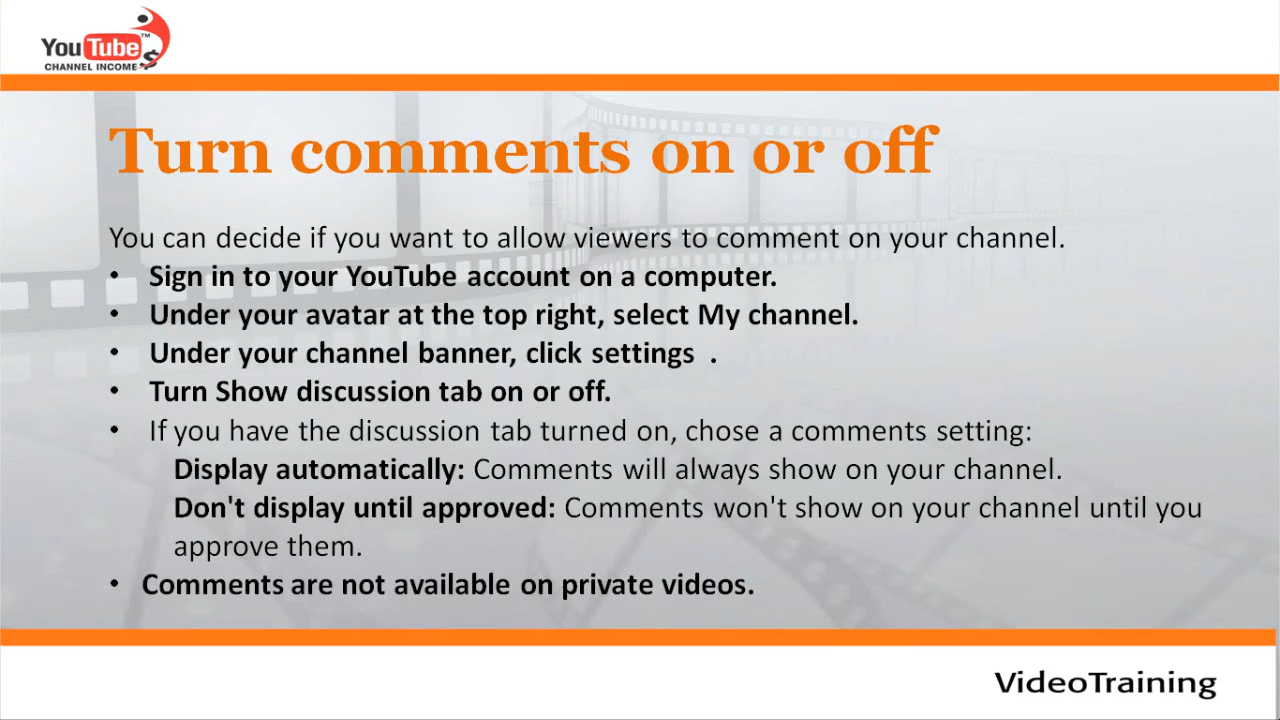 YouTube™
CHANNEL INCOME
Turn comments on or off
You can decide if you want to allow viewers to comment on your channel.
• Sign in to your YouTube account on a computer.
• Under your avatar at the top right, select My channel.
• Under your channel banner, click settings .
• Turn Show discussion tab on or off.
• If you have the discussion tab turned on, chose a comments setting:
Display automatically: Comments will always show on your channel.
Don't display until approved: Comments won't show on your channel until you
approve them.
• Comments are not available on private videos.
VideoTraining